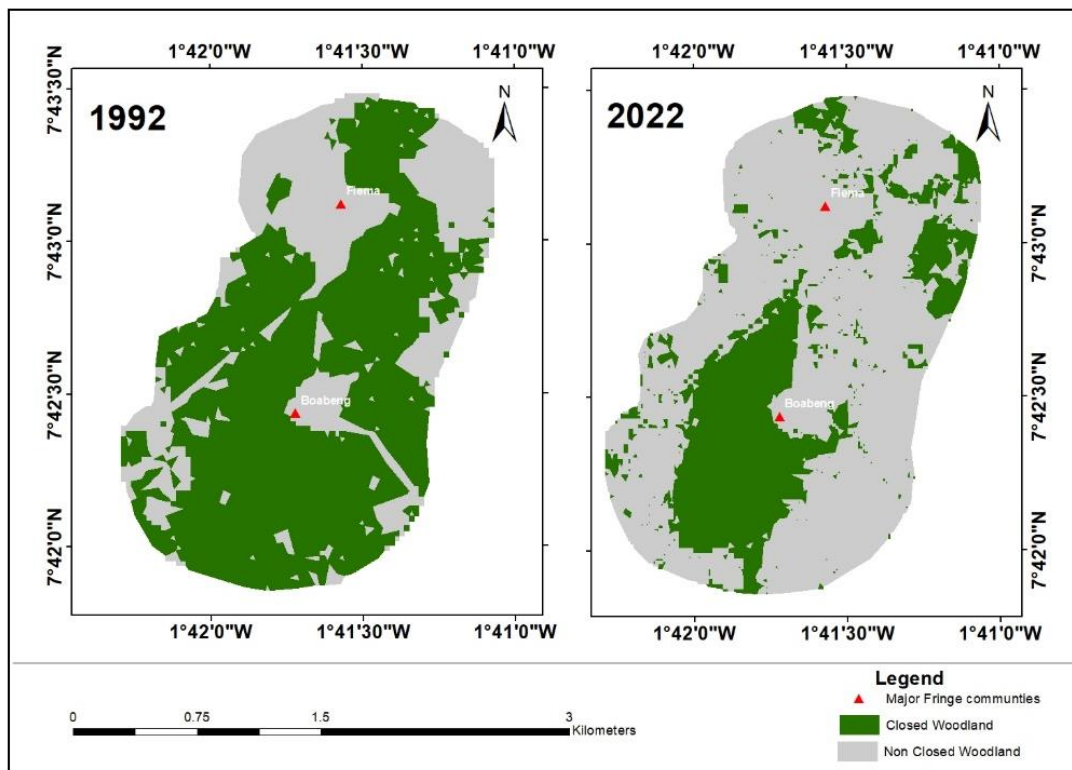 1°42'0"W 1°41'30"W 1°41'0"W
1°42'0"W 1°41'30"W 1°41'0"W
7°43'30"N
7°43'0"N
7°42'30"N
7°42'0"N
1992
N
Fiema
Boabeng
2022
N
Fiema
Boabeng
7°43'30"N
7°43'0"N
7°42'30"N
7°42'0"N
1°42'0"W 1°41'30"W 1°41'0"W
1°42'0"W 1°41'30"W 1°41'0"W
0 0.75 1.5 3
Kilometers
Legend
Major Fringe communties
Closed Woodland
Non Closed Woodland